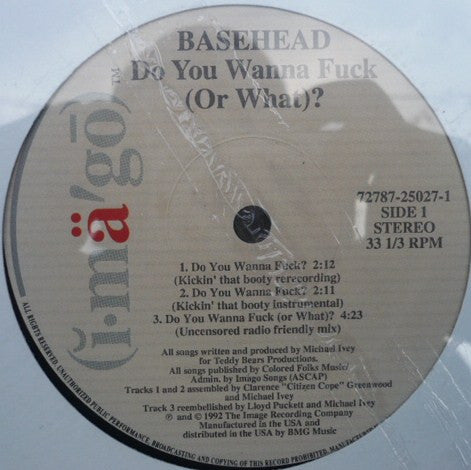 BASEHEAD
Do You Wanna Fuck
(Or What)?
(ĭ·mä′gō)™
72787-25027-1
SIDE 1
STEREO
33 1/3 RPM
1. Do You Wanna Fuck? 2:12
(Kickin' that booty rerecording)
2. Do You Wanna Fuck? 2:11
(Kickin' that booty instrumental)
3. Do You Wanna Fuck (or What)? 4:23
(Uncensored radio friendly mix)
All songs written and produced by Michael Ivey
for Teddy Bears Productions.
All songs published by Colored Folks Music/
Admin. by Imago Songs (ASCAP)
Tracks 1 and 2 assembled by Clarence "Citizen Cope" Greenwood
and Michael Ivey
Track 3 reembellished by Lloyd Puckett and Michael Ivey
℗ and © 1992 The Image Recording Company
Manufactured in the USA and
distributed in the USA by BMG Music
ALL RIGHTS RESERVED. UNAUTHORIZED PUBLIC PERFORMANCE, BROADCASTING AND COPYING OF THIS RECORD PROHIBITED.